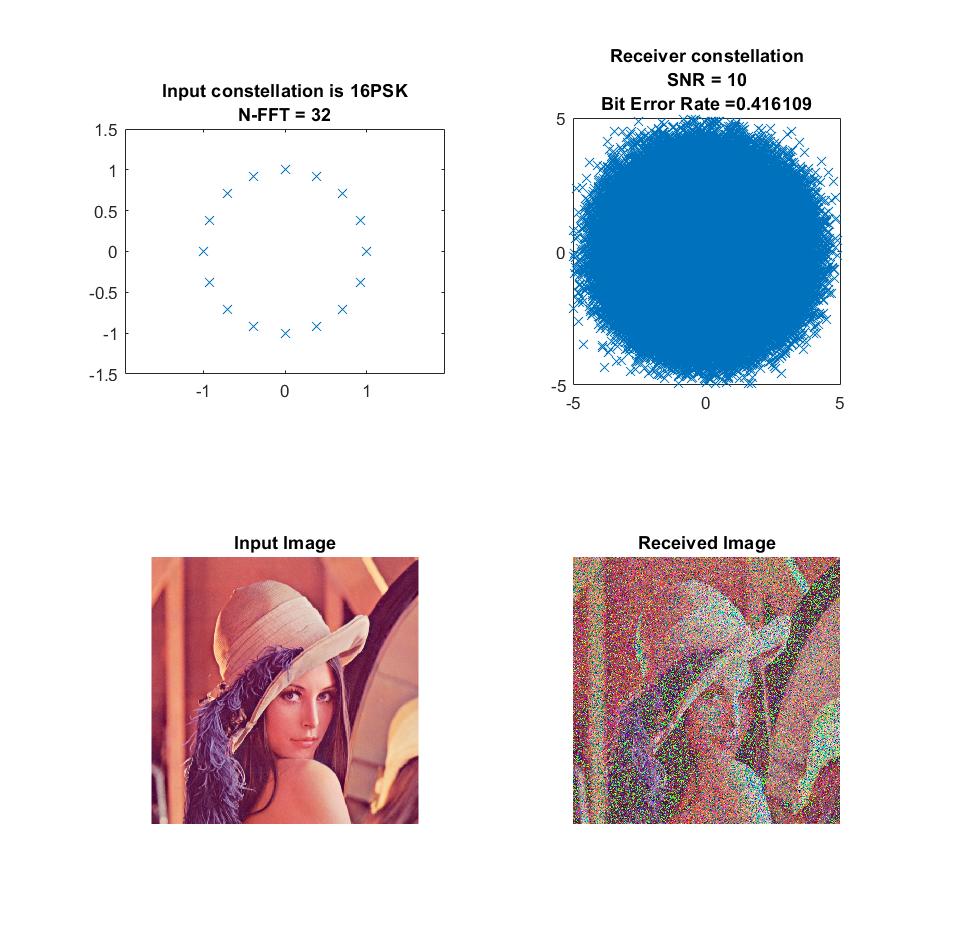 Input constellation is 16PSK
N-FFT = 32
1.5
1
0.5
0
-0.5
-1
-1.5
-1 0 1
Receiver constellation
SNR = 10
Bit Error Rate =0.416109
5
0
-5
-5 0 5
Input Image
Received Image